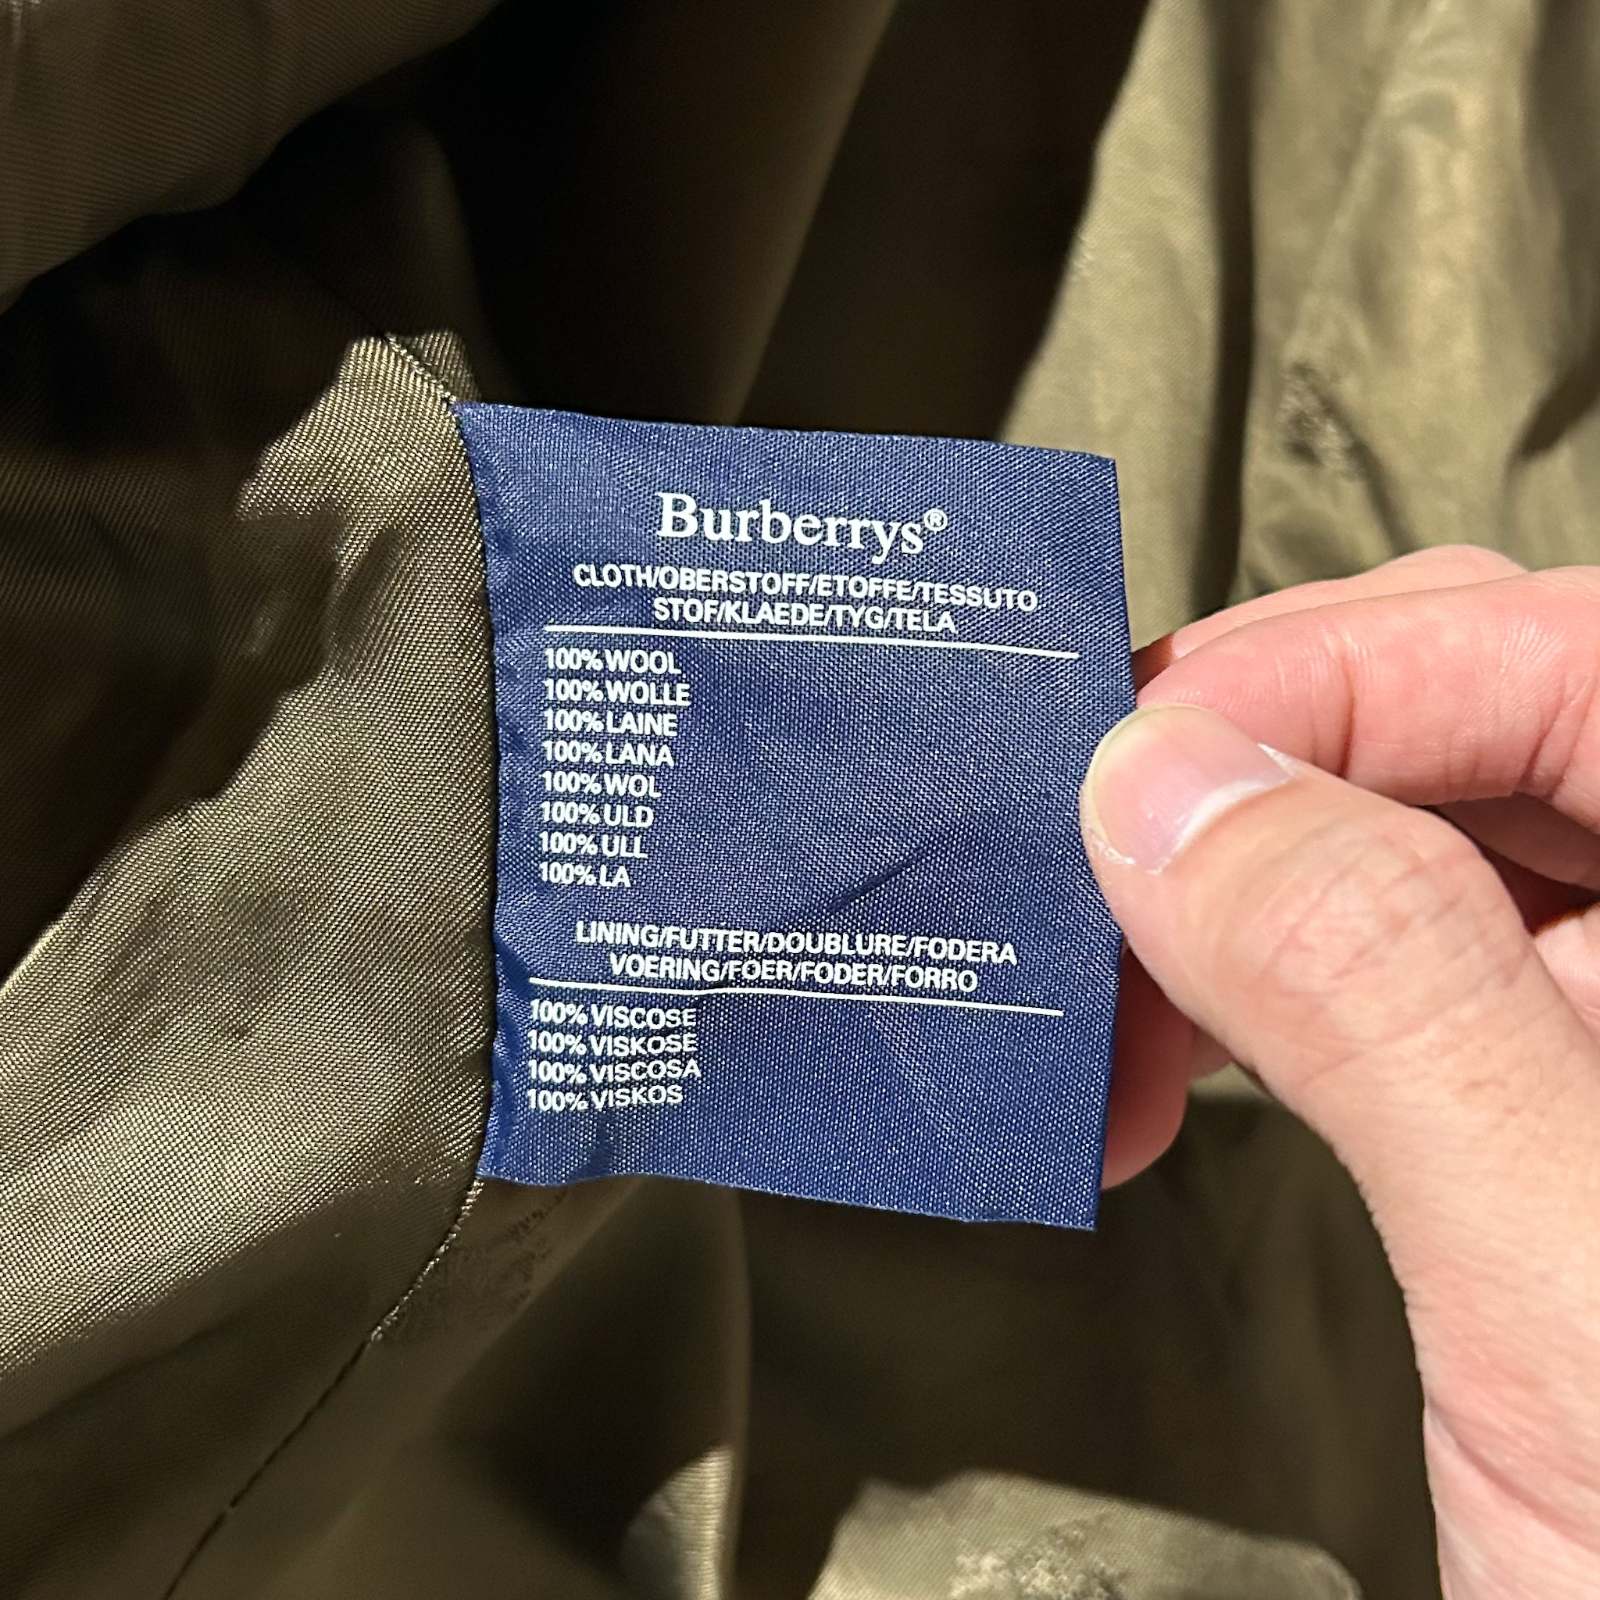 Burberrys®
CLOTH/OBERSTOFF/ETOFFE/TESSUTO
STOF/KLAEDE/TYG/TELA
100% WOOL
100% WOLLE
100% LAINE
100% LANA
100% WOL
100% ULD
100% ULL
100% LA
LINING/FUTTER/DOUBLURE/FODERA
VOERING/FOER/FODER/FORRO
100% VISCOSE
100% VISKOSE
100% VISCOSA
100% VISKOS